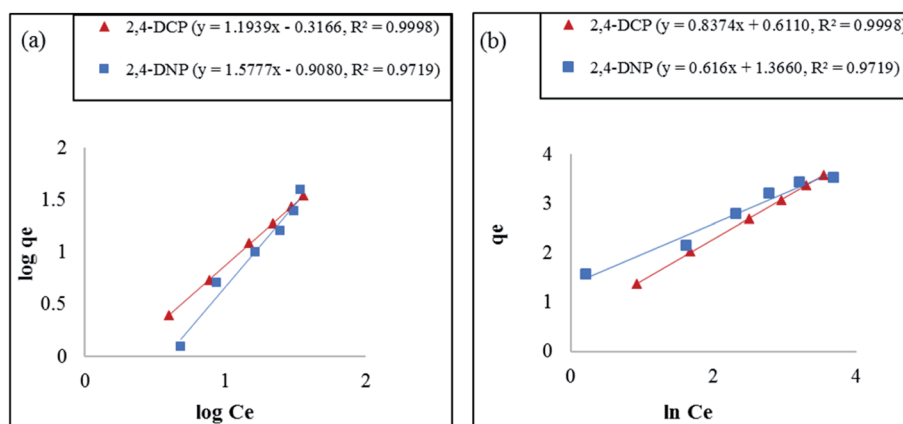 (a)
2,4-DCP (y = 1.1939x - 0.3166, R² = 0.9998)
2,4-DNP (y = 1.5777x - 0.9080, R² = 0.9719)
2
1.5
1
0.5
0
log qe
0 1 2
log Ce
(b)
2,4-DCP (y = 0.8374x + 0.6110, R² = 0.9998)
2,4-DNP (y = 0.616x + 1.3660, R² = 0.9719)
4
3
2
1
0
qe
0 2 4
ln Ce